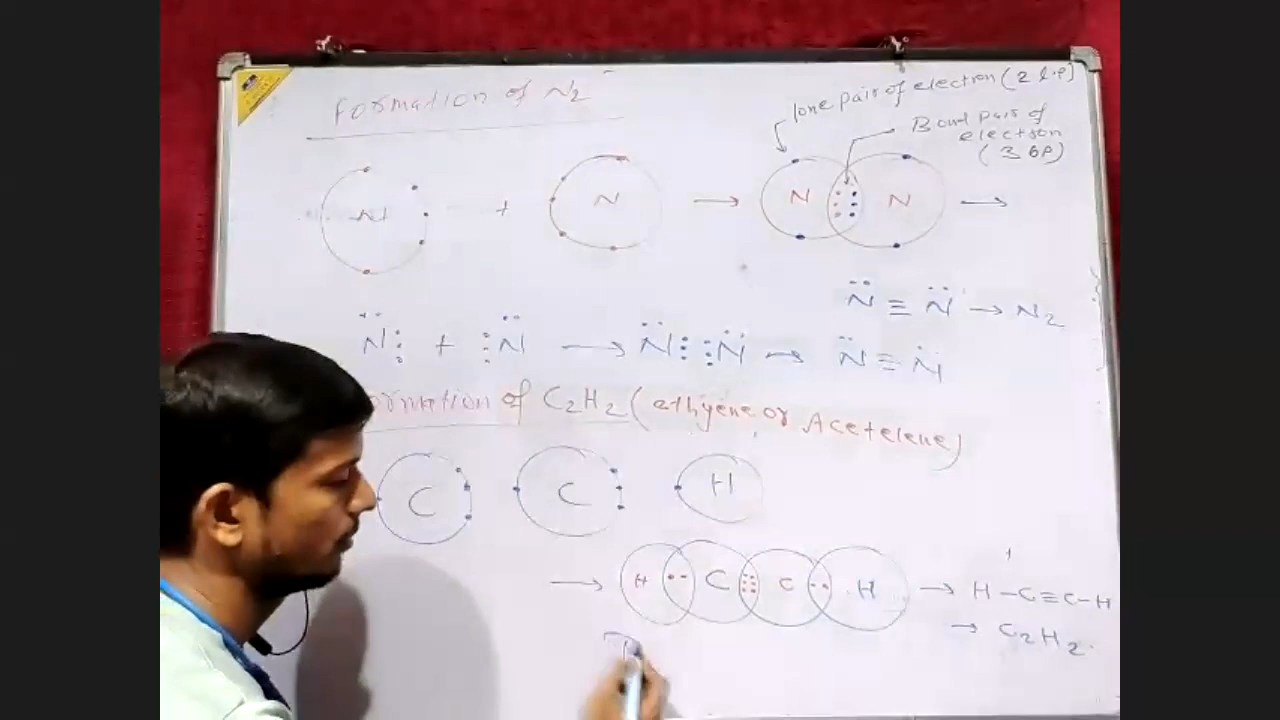 Formation of N₂
lone pair of electron (2 l.p)
Bond pair of
electron
(3 bp)
N + N → N N →
N̈ ≡ N̈ → N₂
N + N → N N → N ≡ N
ormation of C₂H₂ (ethyene or Acetelene)
C C H
→ H C C H → H-C≡C-H
→ C₂H₂.